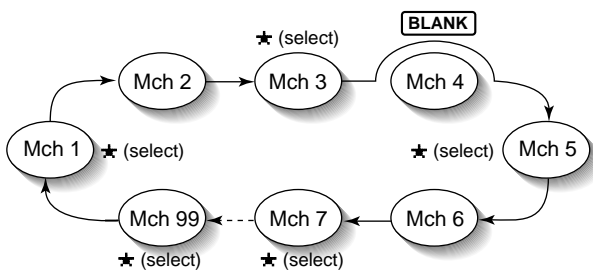 BLANK
★ (select)
Mch 2
Mch 3
Mch 4
Mch 1
★ (select)
★ (select)
Mch 5
Mch 99
Mch 7
Mch 6
★ (select)
★ (select)